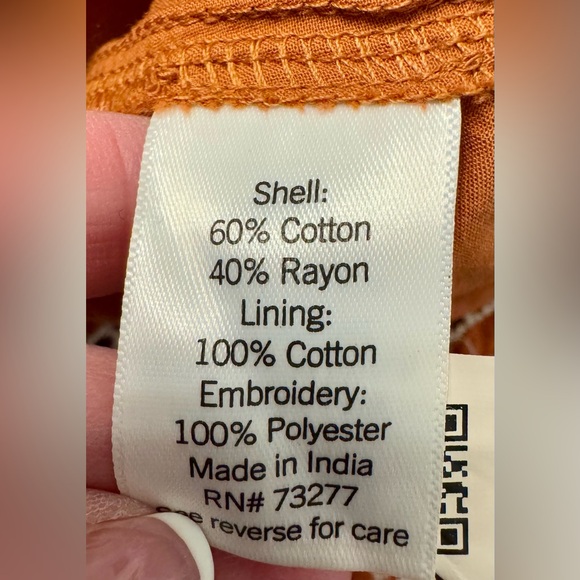 Shell:
60% Cotton
40% Rayon
Lining:
100% Cotton
Embroidery:
100% Polyester
Made in India
RN# 73277
See reverse for care